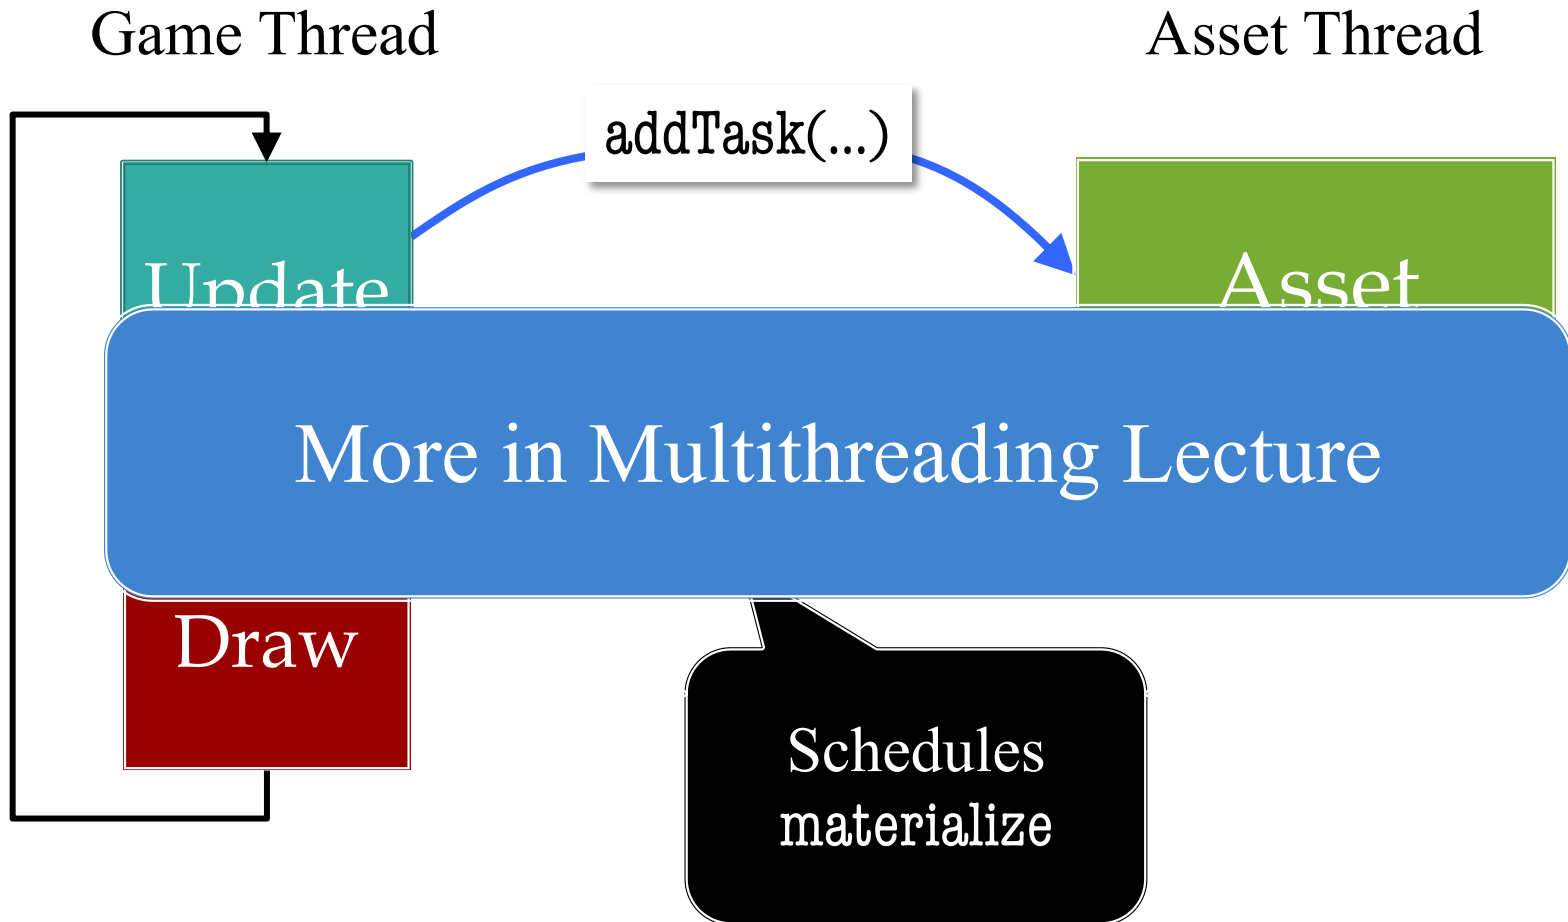 Game Thread
Asset Thread
addTask(...)
Update
Asset
More in Multithreading Lecture
Draw
Schedules
materialize